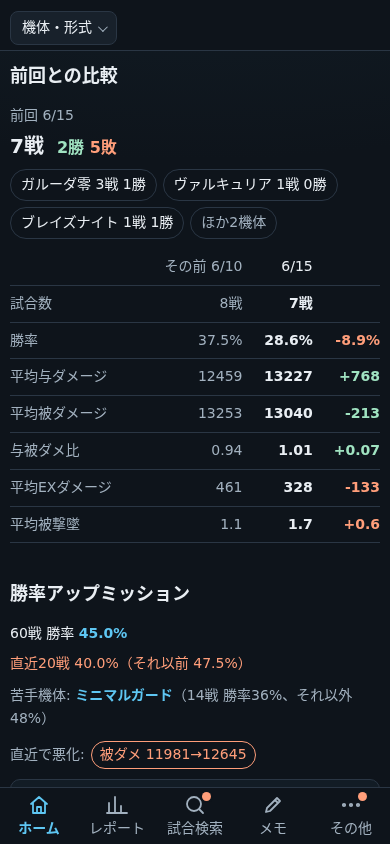 機体・形式
前回との比較
前回 6/15
7戦 2勝 5敗
ガルーダ零 3戦 1勝 ヴァルキュリア 1戦 0勝
ブレイズナイト 1戦 1勝 ほか2機体
その前 6/10 6/15
試合数 8戦 7戦
勝率 37.5% 28.6% -8.9%
平均与ダメージ 12459 13227 +768
平均被ダメージ 13253 13040 -213
与被ダメ比 0.94 1.01 +0.07
平均EXダメージ 461 328 -133
平均被撃墜 1.1 1.7 +0.6
勝率アップミッション
60戦 勝率 45.0%
直近20戦 40.0%（それ以前 47.5%）
苦手機体: ミニマルガード（14戦 勝率36%、それ以外
48%）
直近で悪化: 被ダメ 11981→12645
ホーム レポート 試合検索 メモ その他